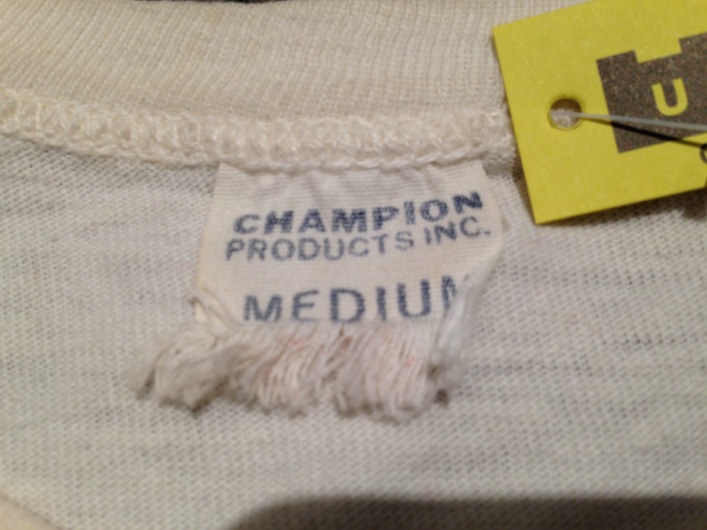 CHAMPION
PRODUCTS INC.
MEDIUM
U